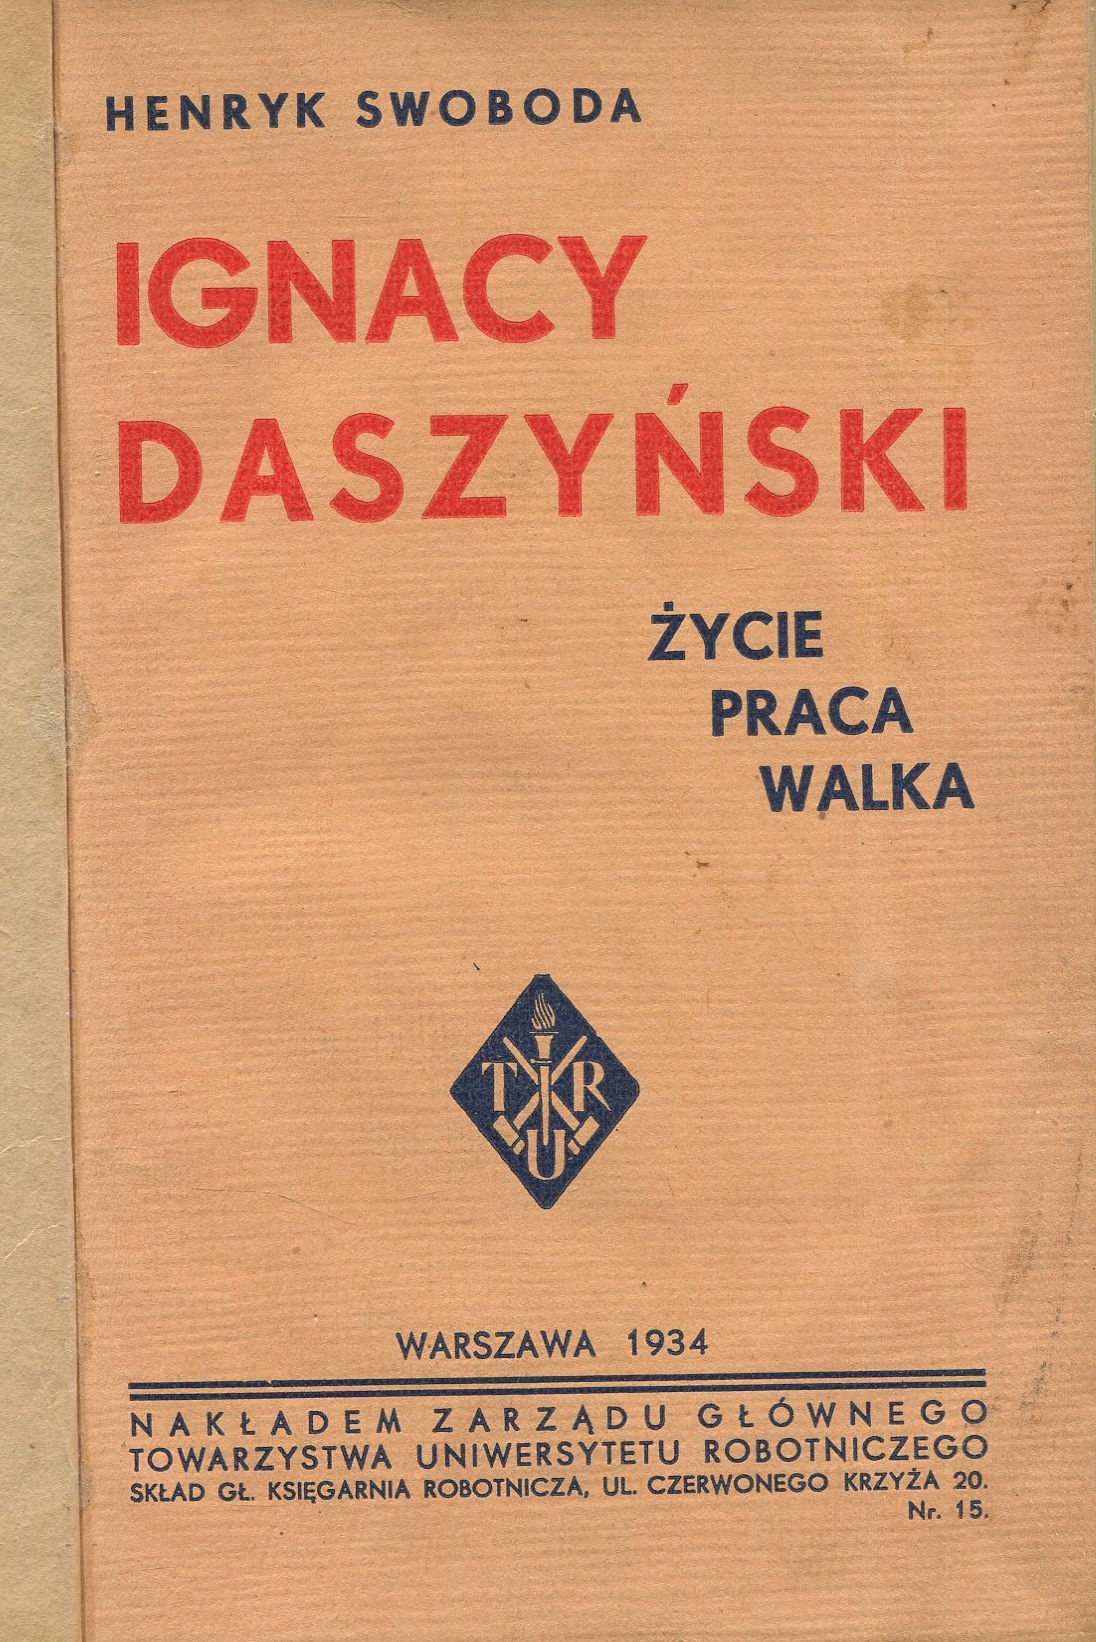 HENRYK SWOBODA
IGNACY
DASZYŃSKI
ŻYCIE
PRACA
WALKA
T U R
WARSZAWA 1934
NAKŁADEM ZARZĄDU GŁÓWNEGO
TOWARZYSTWA UNIWERSYTETU ROBOTNICZEGO
SKŁAD GŁ. KSIĘGARNIA ROBOTNICZA, UL. CZERWONEGO KRZYŻA 20.
Nr. 15.